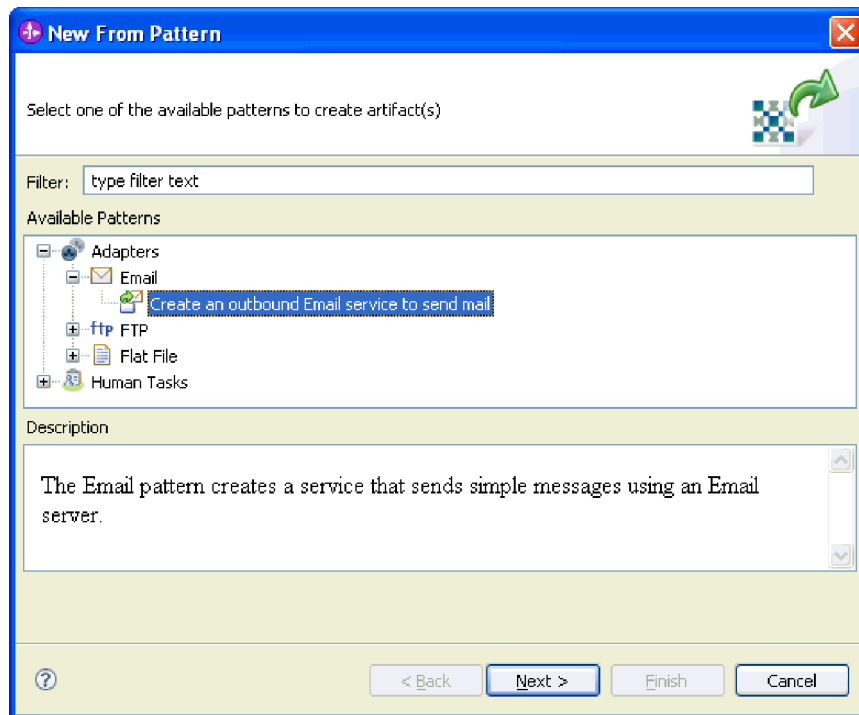 New From Pattern
Select one of the available patterns to create artifact(s)
Filter: type filter text
Available Patterns
Adapters
Email
Create an outbound Email service to send mail
ftp FTP
Flat File
Human Tasks
Description
The Email pattern creates a service that sends simple messages using an Email
server.
? < Back Next > Finish Cancel